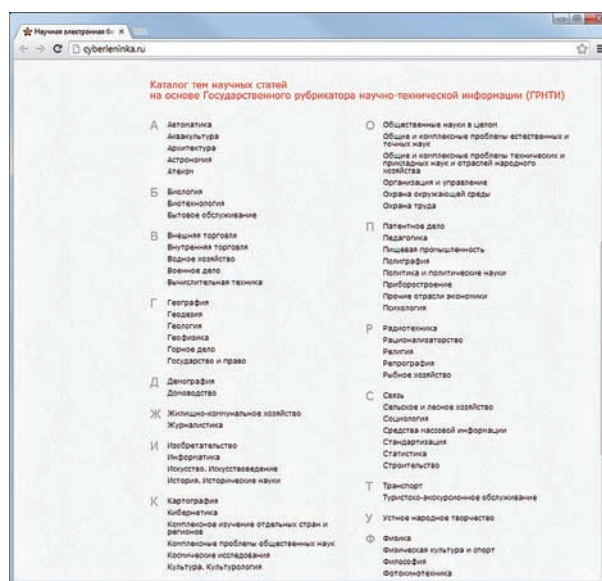 Научная электронная би
cyberleninka.ru
Каталог тем научных статей
на основе Государственного рубрикатора научно-технической информации (ГРНТИ)
А Автоматика
Аквакультура
Архитектура
Астрономия
Атеизм
Б Биология
Биотехнология
Бытовое обслуживание
В Внешняя торговля
Внутренняя торговля
Водное хозяйство
Военное дело
Вычислительная техника
Г География
Геодезия
Геология
Геофизика
Горное дело
Государство и право
Д Демография
Домоводство
Ж Жилищно-коммунальное хозяйство
Журналистика
И Изобретательство
Информатика
Искусство. Искусствоведение
История. Исторические науки
К Картография
Кибернетика
Комплексное изучение отдельных стран и
регионов
Комплексные проблемы общественных наук
Космические исследования
Культура. Культурология
О Общественные науки в целом
Общие и комплексные проблемы естественных и
точных наук
Общие и комплексные проблемы технических и
прикладных наук и отраслей народного
хозяйства
Организация и управление
Охрана окружающей среды
Охрана труда
П Патентное дело
Педагогика
Пищевая промышленность
Полиграфия
Политика и политические науки
Приборостроение
Прочие отрасли экономики
Психология
Р Радиотехника
Рационализаторство
Религия
Репрография
Рыбное хозяйство
С Связь
Сельское и лесное хозяйство
Социология
Средства массовой информации
Стандартизация
Статистика
Строительство
Т Транспорт
Туристско-экскурсионное обслуживание
У Устное народное творчество
Ф Физика
Физическая культура и спорт
Философия
Фотокинотехника